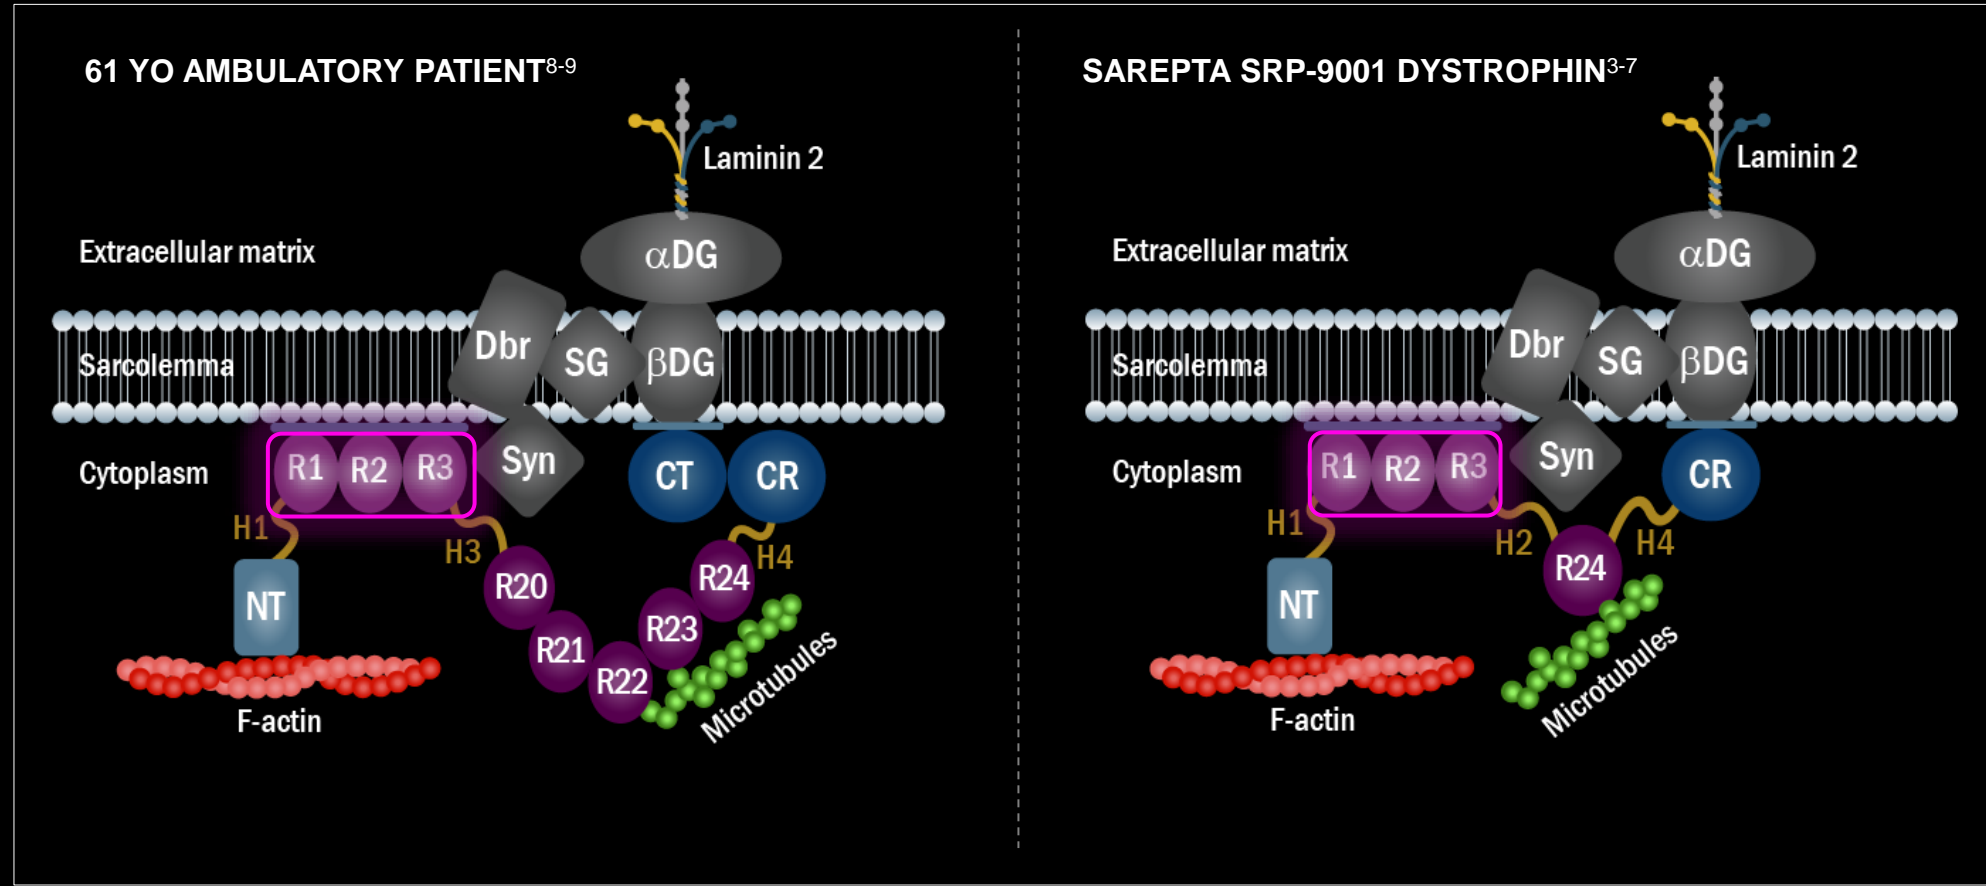 61 YO AMBULATORY PATIENT8-9
Laminin 2
αDG
Extracellular matrix
Dbr
SG
βDG
Sarcolemma
R1 R2 R3
Syn
CT
CR
Cytoplasm
H1
H3
H4
R20
R24
NT
R21
R23
R22
Microtubules
F-actin
SAREPTA SRP-9001 DYSTROPHIN3-7
Laminin 2
αDG
Extracellular matrix
Dbr
SG
βDG
Sarcolemma
R1 R2 R3
Syn
CR
Cytoplasm
H1
H2
H4
R24
NT
Microtubules
F-actin